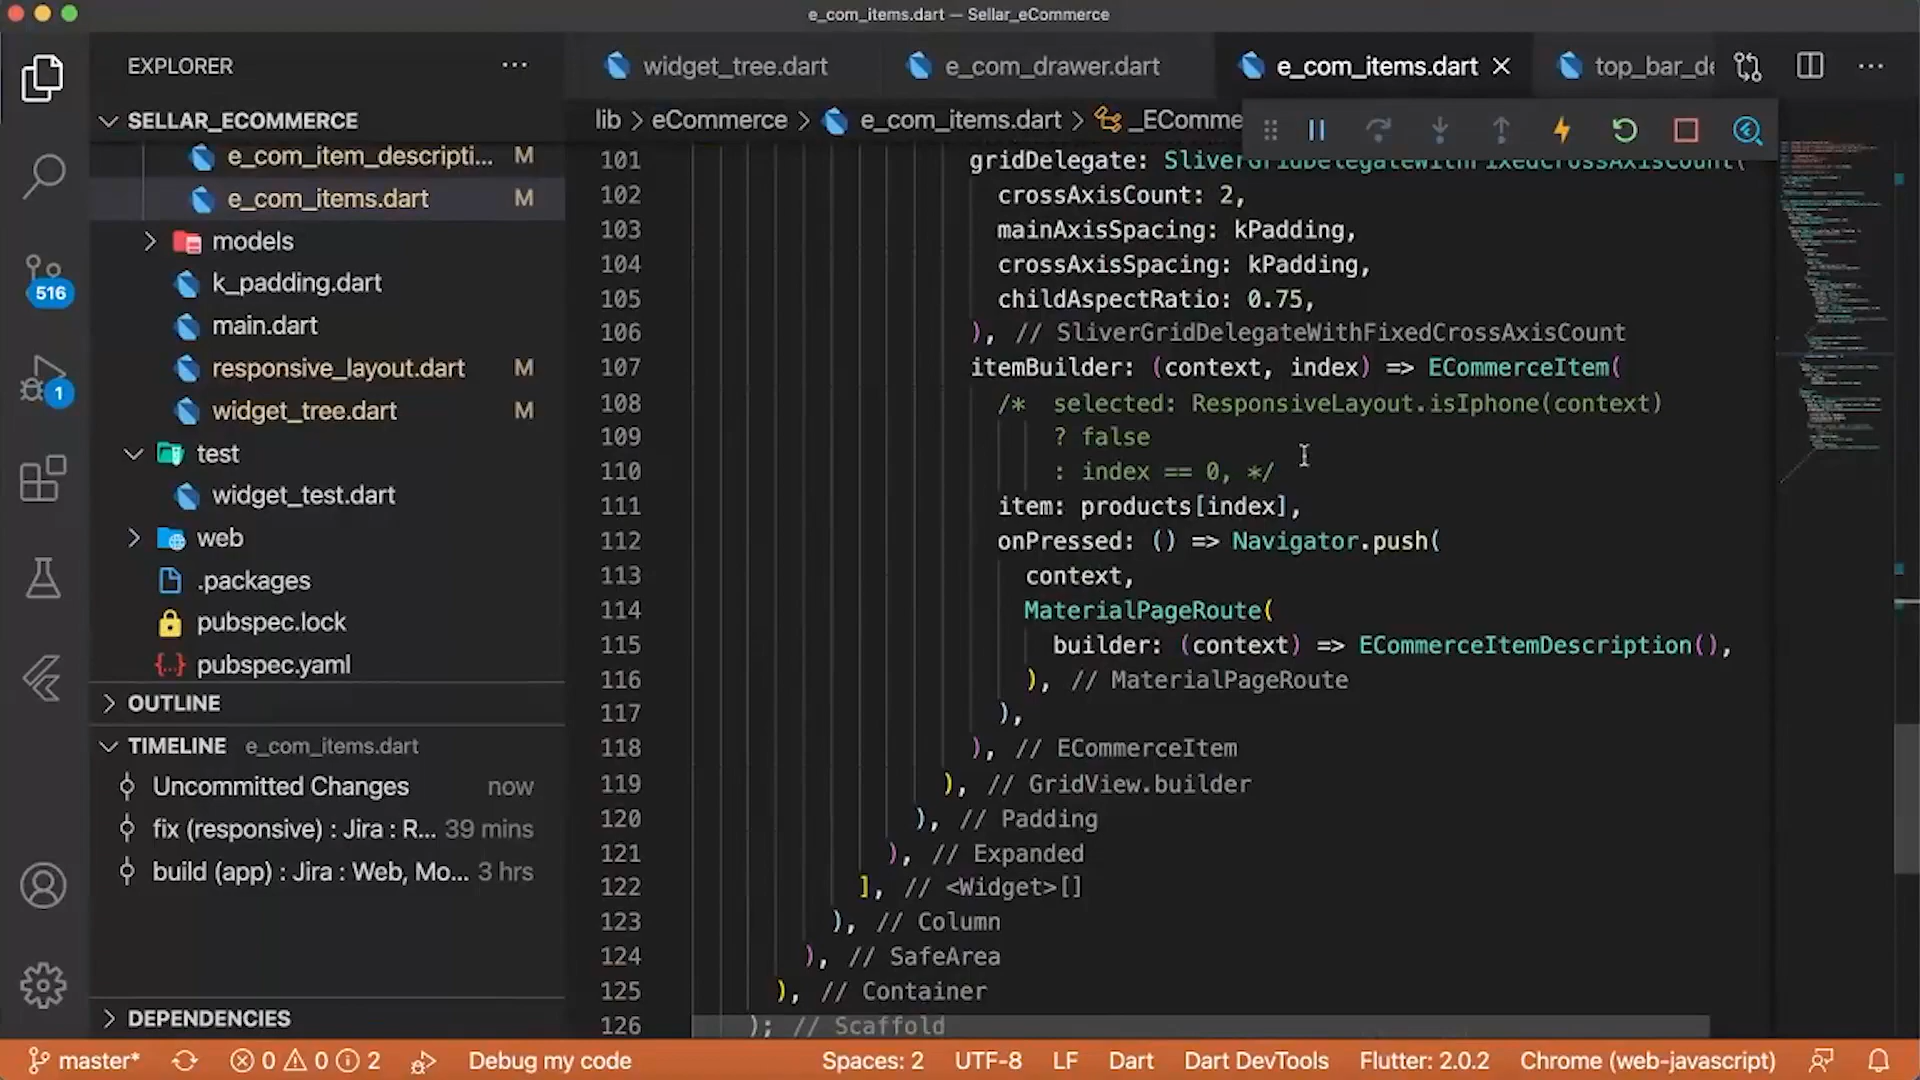 e_com_items.dart — Sellar_eCommerce
EXPLORER
SELLAR_ECOMMERCE
e_com_item_descripti... M
e_com_items.dart M
models
k_padding.dart
main.dart
responsive_layout.dart M
widget_tree.dart M
test
widget_test.dart
web
.packages
pubspec.lock
pubspec.yaml
OUTLINE
TIMELINE e_com_items.dart
Uncommitted Changes now
fix (responsive) : Jira : R... 39 mins
build (app) : Jira : Web, Mo... 3 hrs
DEPENDENCIES
516
1
widget_tree.dart
e_com_drawer.dart
e_com_items.dart
top_bar_de
lib > eCommerce > e_com_items.dart > _EComme
101 gridDelegate: SliverGridDelegateWithFixedCrossAxisCount(
102 crossAxisCount: 2,
103 mainAxisSpacing: kPadding,
104 crossAxisSpacing: kPadding,
105 childAspectRatio: 0.75,
106 ), // SliverGridDelegateWithFixedCrossAxisCount
107 itemBuilder: (context, index) => ECommerceItem(
108 /* selected: ResponsiveLayout.isIphone(context)
109 ? false
110 : index == 0, */
111 item: products[index],
112 onPressed: () => Navigator.push(
113 context,
114 MaterialPageRoute(
115 builder: (context) => ECommerceItemDescription(),
116 ), // MaterialPageRoute
117 ),
118 ), // ECommerceItem
119 ), // GridView.builder
120 ), // Padding
121 ), // Expanded
122 ], // <Widget>[]
123 ), // Column
124 ), // SafeArea
125 ), // Container
126 ); // Scaffold
master* 0 0 2 Debug my code Spaces: 2 UTF-8 LF Dart Dart DevTools Flutter: 2.0.2 Chrome (web-javascript)